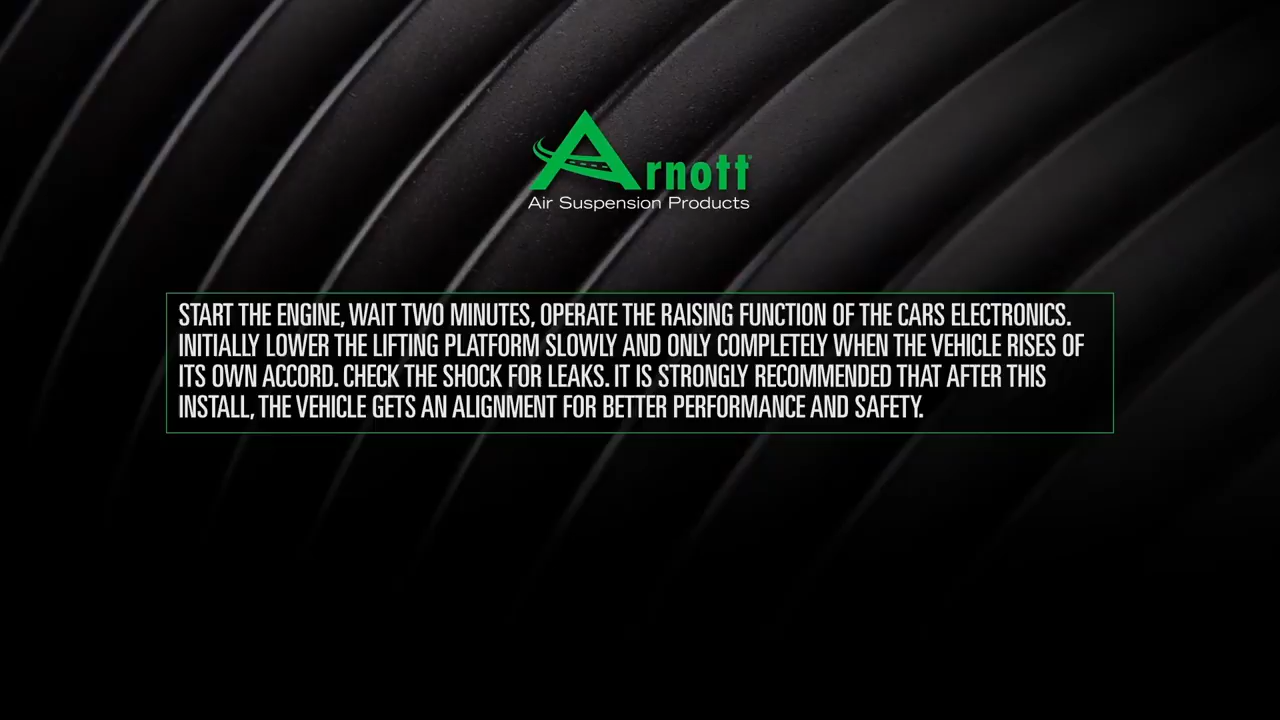 Arnott
Air Suspension Products
START THE ENGINE, WAIT TWO MINUTES, OPERATE THE RAISING FUNCTION OF THE CARS ELECTRONICS.
INITIALLY LOWER THE LIFTING PLATFORM SLOWLY AND ONLY COMPLETELY WHEN THE VEHICLE RISES OF
ITS OWN ACCORD. CHECK THE SHOCK FOR LEAKS. IT IS STRONGLY RECOMMENDED THAT AFTER THIS
INSTALL, THE VEHICLE GETS AN ALIGNMENT FOR BETTER PERFORMANCE AND SAFETY.